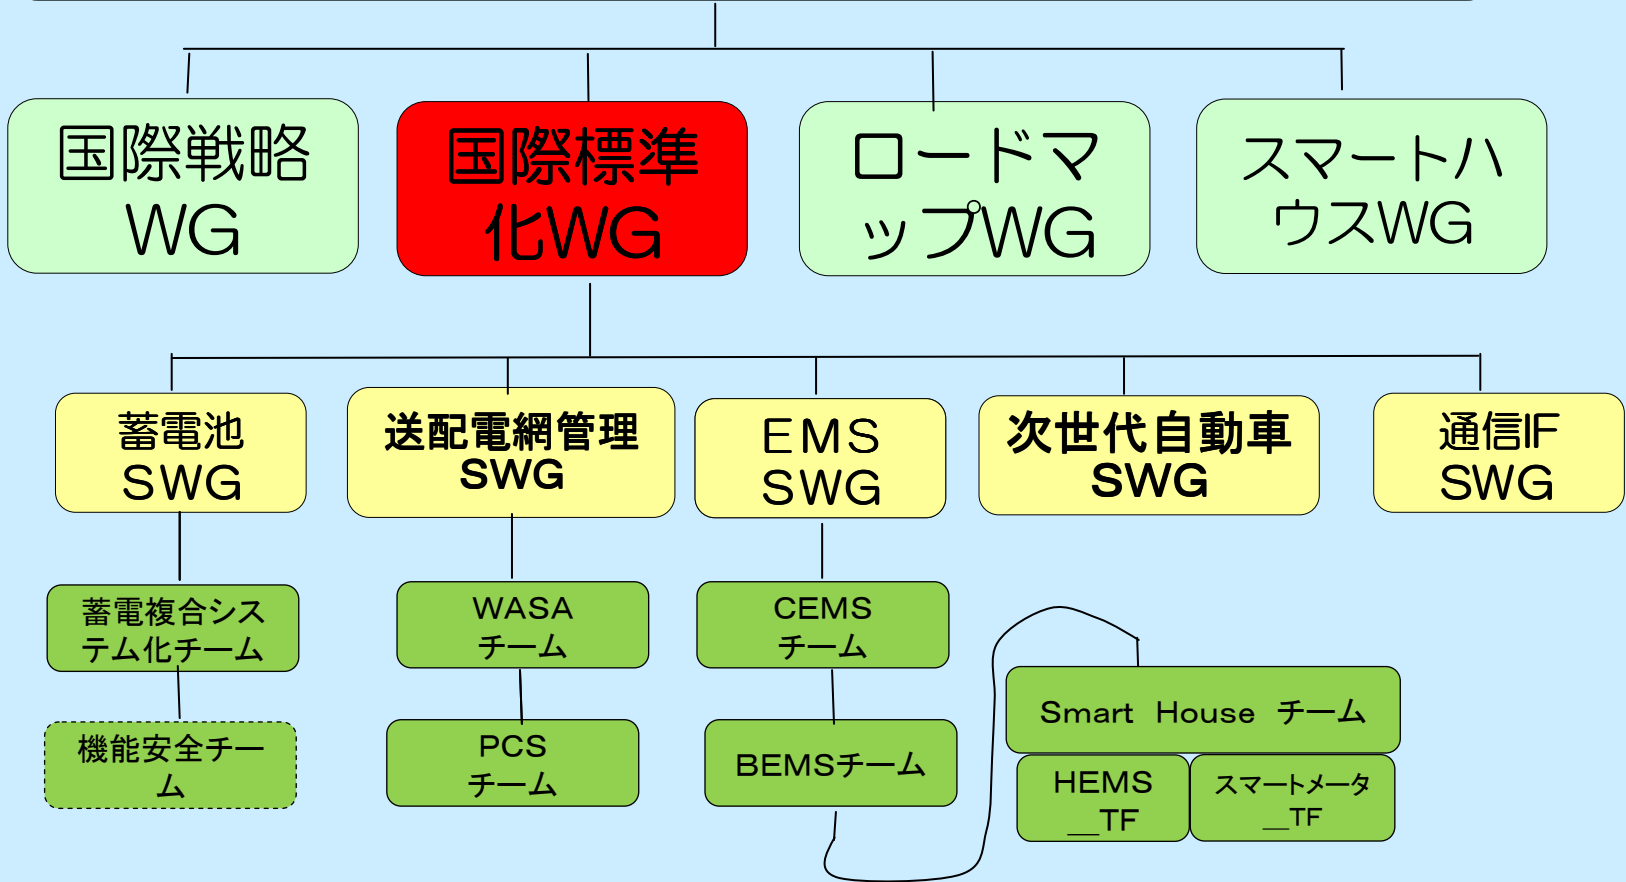 国際戦略
WG
国際標準
化WG
ロードマ
ップWG
スマートハ
ウスWG
蓄電池
SWG
送配電網管理
SWG
EMS
SWG
次世代自動車
SWG
通信IF
SWG
蓄電複合シス
テム化チーム
WASA
チーム
CEMS
チーム
Smart House チーム
機能安全チー
ム
PCS
チーム
BEMSチーム
HEMS
__TF
スマートメータ
__TF